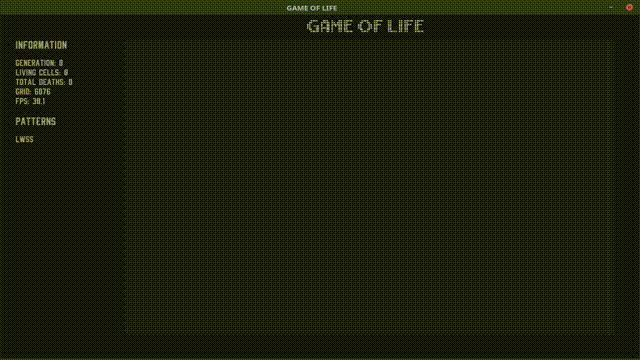 GAME OF LIFE
GAME OF LIFE
INFORMATION
GENERATION: 0
LIVING CELLS: 0
TOTAL DEATHS: 0
GRID: 6076
FPS: 30.1
PATTERNS
LWSS